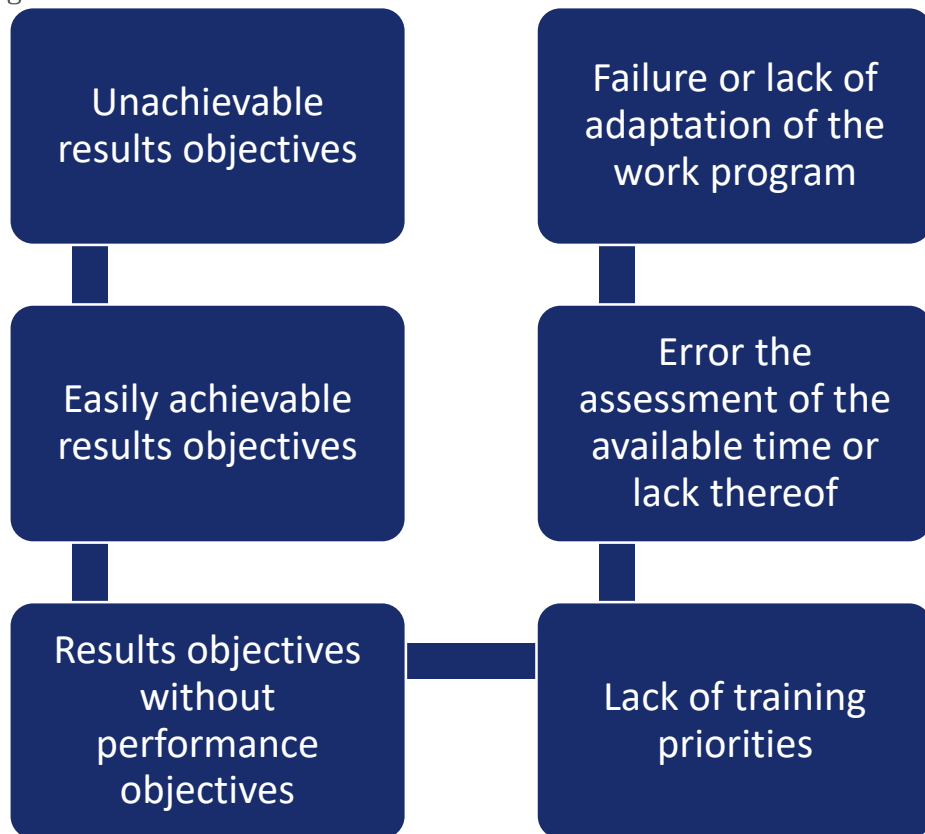 Unachievable
results objectives
Easily achievable
results objectives
Results objectives
without
performance
objectives
Lack of training
priorities
Error the
assessment of the
available time or
lack thereof
Failure or lack of
adaptation of the
work program